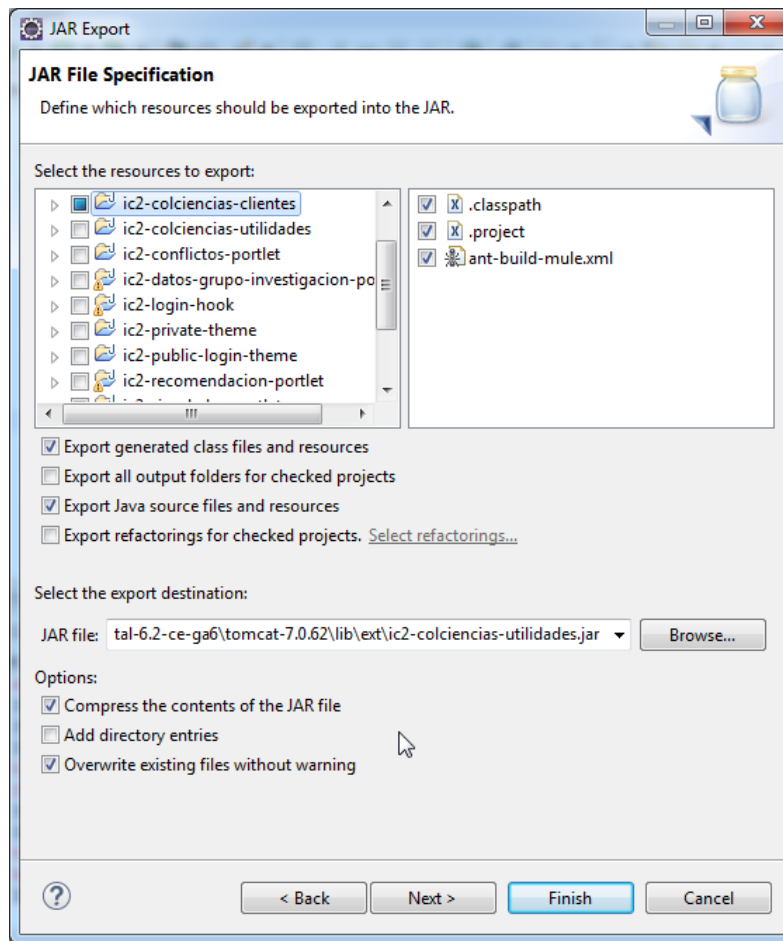 JAR Export
JAR File Specification
Define which resources should be exported into the JAR.
Select the resources to export:
ic2-colciencias-clientes
ic2-colciencias-utilidades
ic2-conflictos-portlet
ic2-datos-grupo-investigacion-po
ic2-login-hook
ic2-private-theme
ic2-public-login-theme
ic2-recomendacion-portlet
.classpath
.project
ant-build-mule.xml
Export generated class files and resources
Export all output folders for checked projects
Export Java source files and resources
Export refactorings for checked projects. Select refactorings...
Select the export destination:
JAR file: tal-6.2-ce-ga6\tomcat-7.0.62\lib\ext\ic2-colciencias-utilidades.jar Browse...
Options:
Compress the contents of the JAR file
Add directory entries
Overwrite existing files without warning
? < Back Next > Finish Cancel